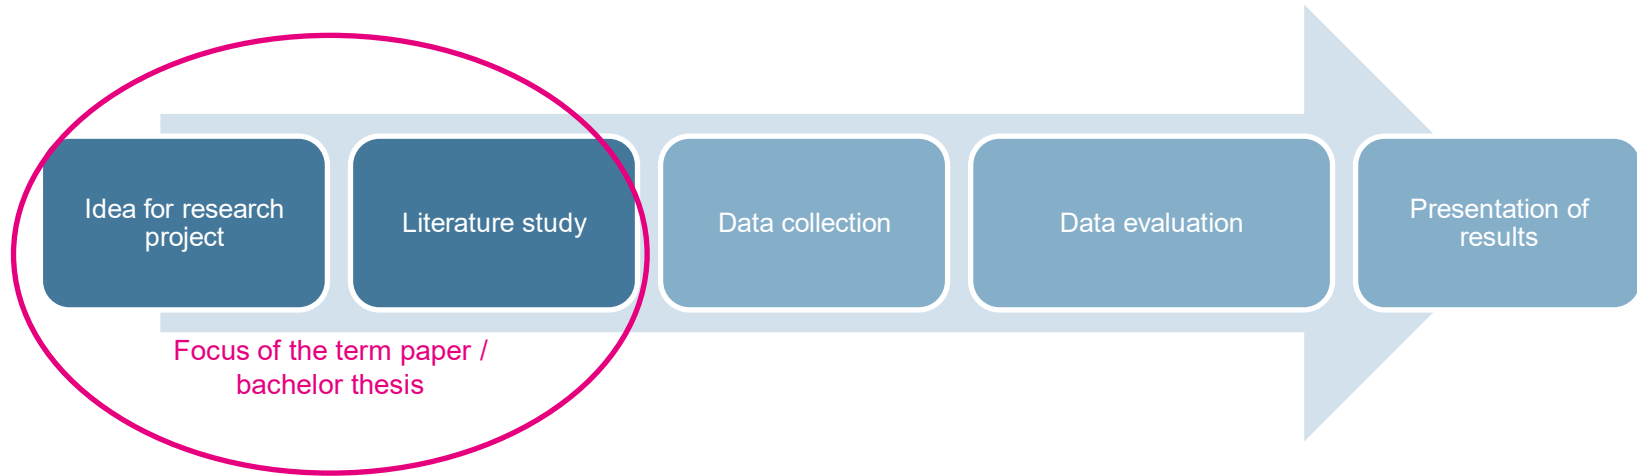 Idea for research
project
Literature study
Data collection
Data evaluation
Presentation of
results
Focus of the term paper /
bachelor thesis